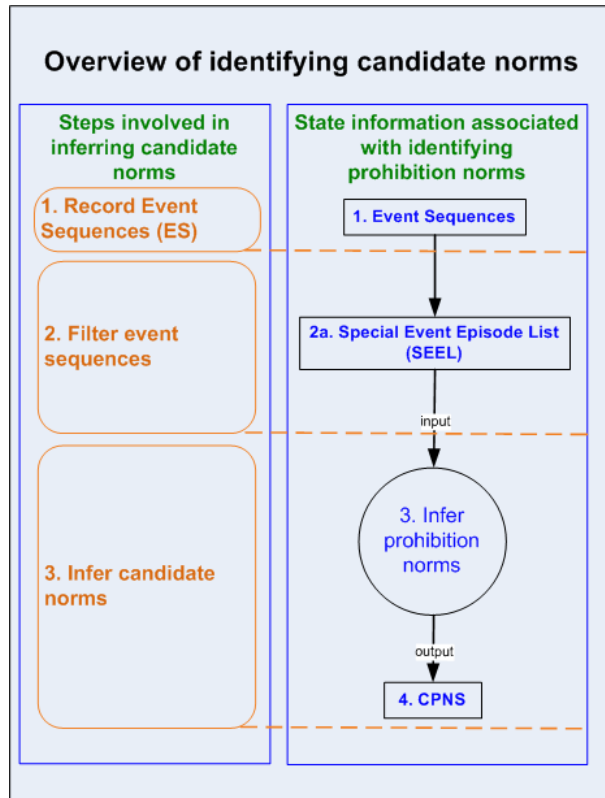 Overview of identifying candidate norms
Steps involved in
inferring candidate
norms
1. Record Event
Sequences (ES)
2. Filter event
sequences
3. Infer candidate
norms
State information associated
with identifying
prohibition norms
1. Event Sequences
2a. Special Event Episode List
(SEEL)
input
3. Infer
prohibition
norms
output
4. CPNS